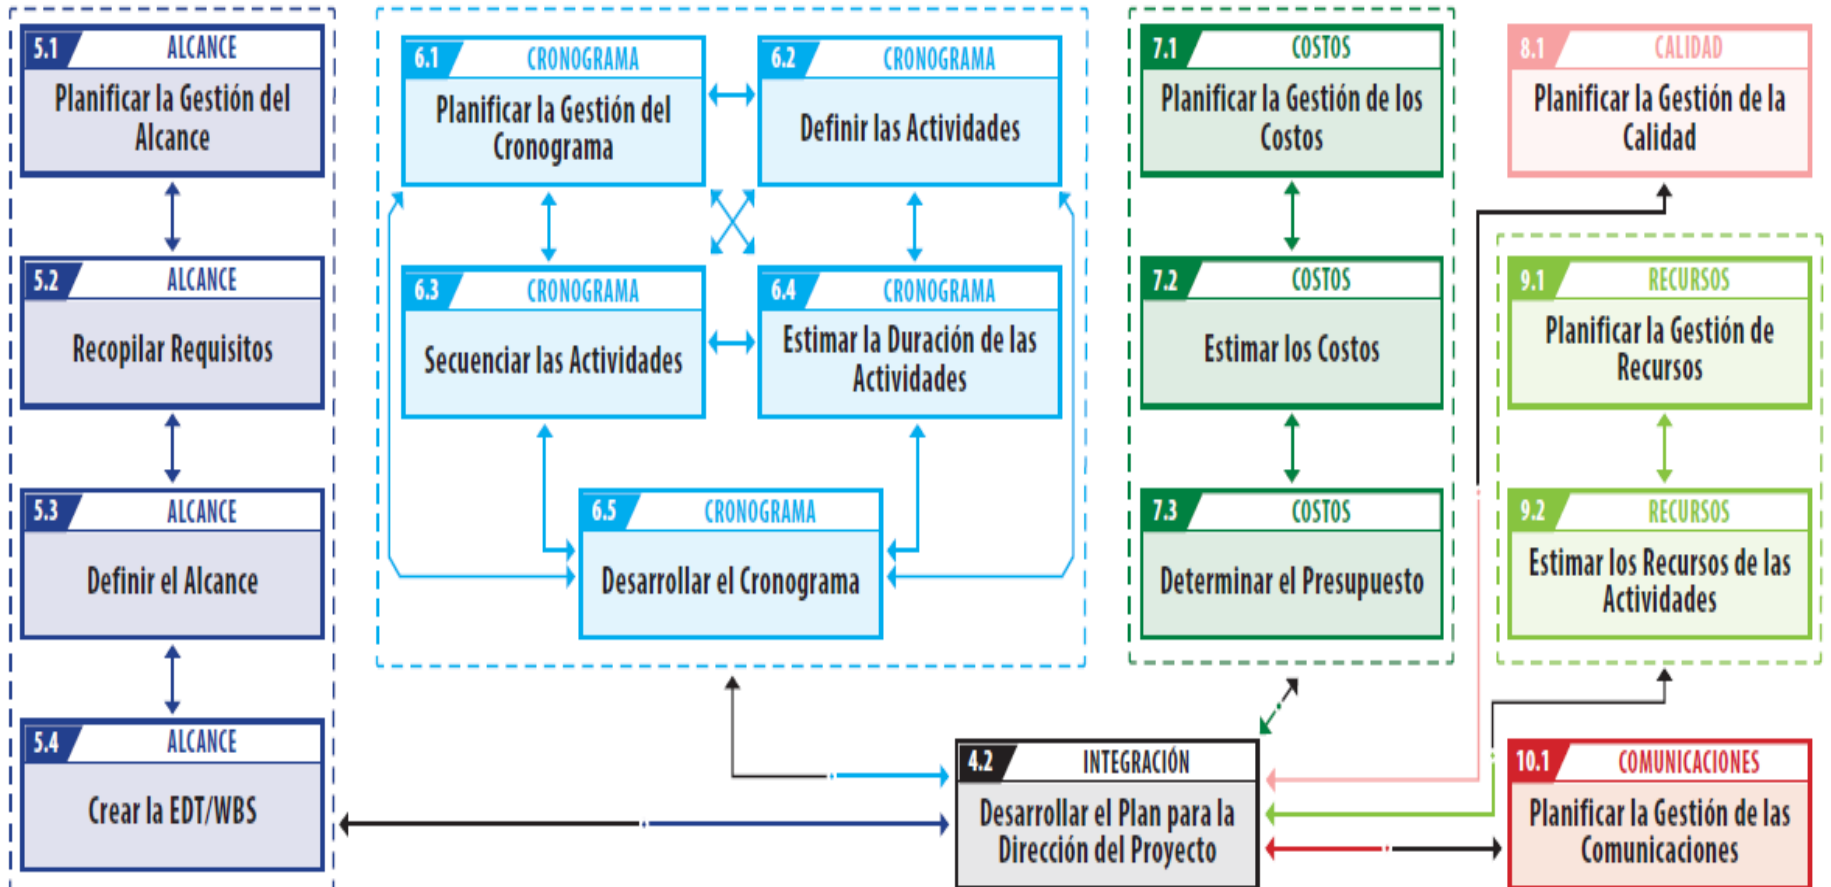 5.1 ALCANCE
Planificar la Gestión del
Alcance
5.2 ALCANCE
Recopilar Requisitos
5.3 ALCANCE
Definir el Alcance
5.4 ALCANCE
Crear la EDT/WBS
6.1 CRONOGRAMA
Planificar la Gestión del
Cronograma
6.2 CRONOGRAMA
Definir las Actividades
6.3 CRONOGRAMA
Secuenciar las Actividades
6.4 CRONOGRAMA
Estimar la Duración de las
Actividades
6.5 CRONOGRAMA
Desarrollar el Cronograma
7.1 COSTOS
Planificar la Gestión de los
Costos
7.2 COSTOS
Estimar los Costos
7.3 COSTOS
Determinar el Presupuesto
8.1 CALIDAD
Planificar la Gestión de la
Calidad
9.1 RECURSOS
Planificar la Gestión de
Recursos
9.2 RECURSOS
Estimar los Recursos de las
Actividades
4.2 INTEGRACIÓN
Desarrollar el Plan para la
Dirección del Proyecto
10.1 COMUNICACIONES
Planificar la Gestión de las
Comunicaciones